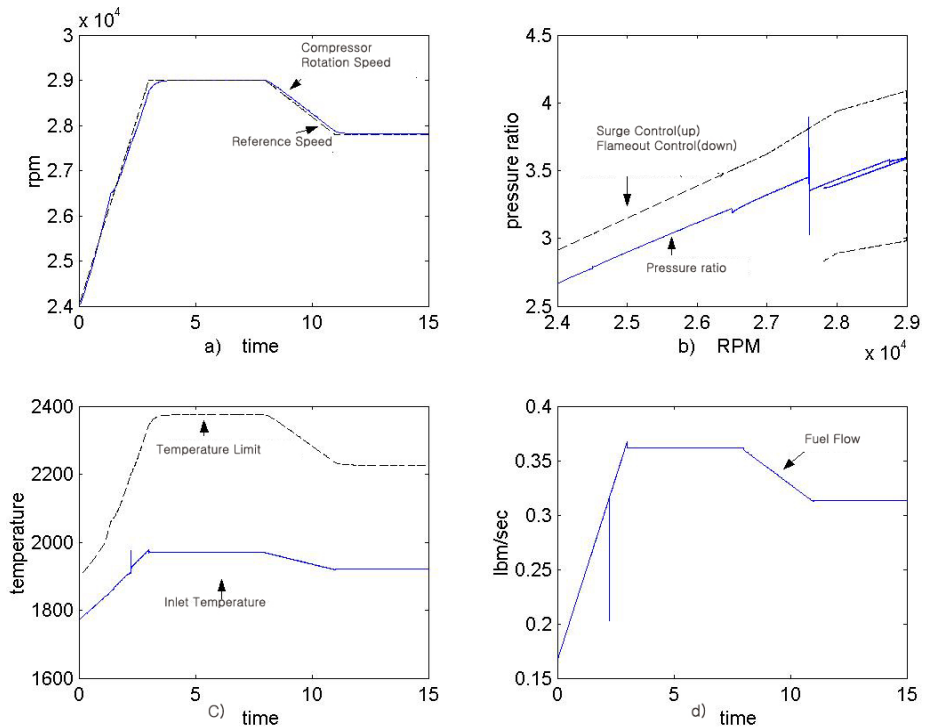 x 10⁴
3
2.9
2.8
2.7
2.6
2.5
2.4
rpm
Compressor
Rotation Speed
Reference Speed
0
5
10
15
a) time
4.5
4
3.5
3
2.5
pressure ratio
Surge Control(up)
Flameout Control(down)
Pressure ratio
2.4
2.5
2.6
2.7
2.8
2.9
b) RPM
x 10⁴
2400
2200
2000
1800
1600
temperature
Temperature Limit
Inlet Temperature
0
5
10
15
C) time
0.4
0.35
0.3
0.25
0.2
0.15
lbm/sec
Fuel Flow
0
5
10
15
d) time